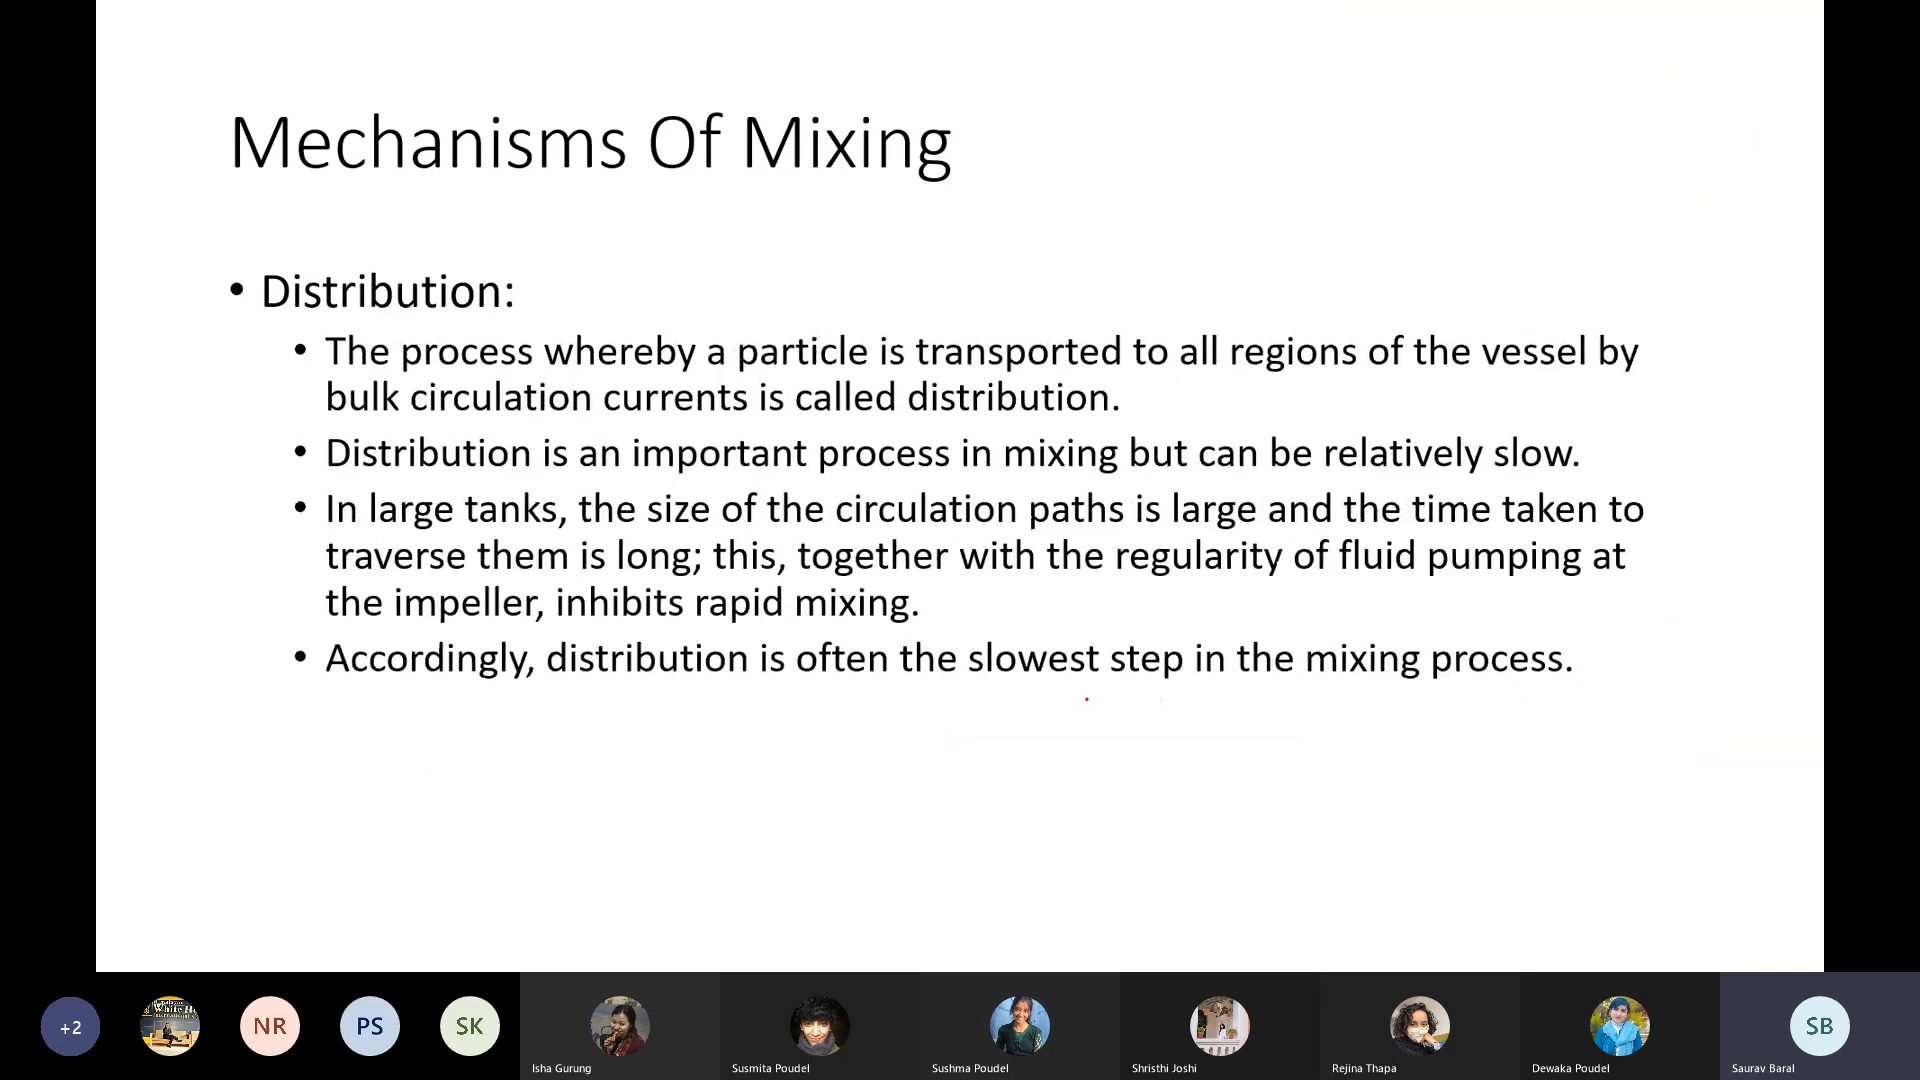 Mechanisms Of Mixing
• Distribution:
• The process whereby a particle is transported to all regions of the vessel by
bulk circulation currents is called distribution.
• Distribution is an important process in mixing but can be relatively slow.
• In large tanks, the size of the circulation paths is large and the time taken to
traverse them is long; this, together with the regularity of fluid pumping at
the impeller, inhibits rapid mixing.
• Accordingly, distribution is often the slowest step in the mixing process.
+2
White H
NR
PS
SK
Isha Gurung
Susmita Poudel
Sushma Poudel
Shristhi Joshi
Rejina Thapa
Dewaka Poudel
SB
Saurav Baral